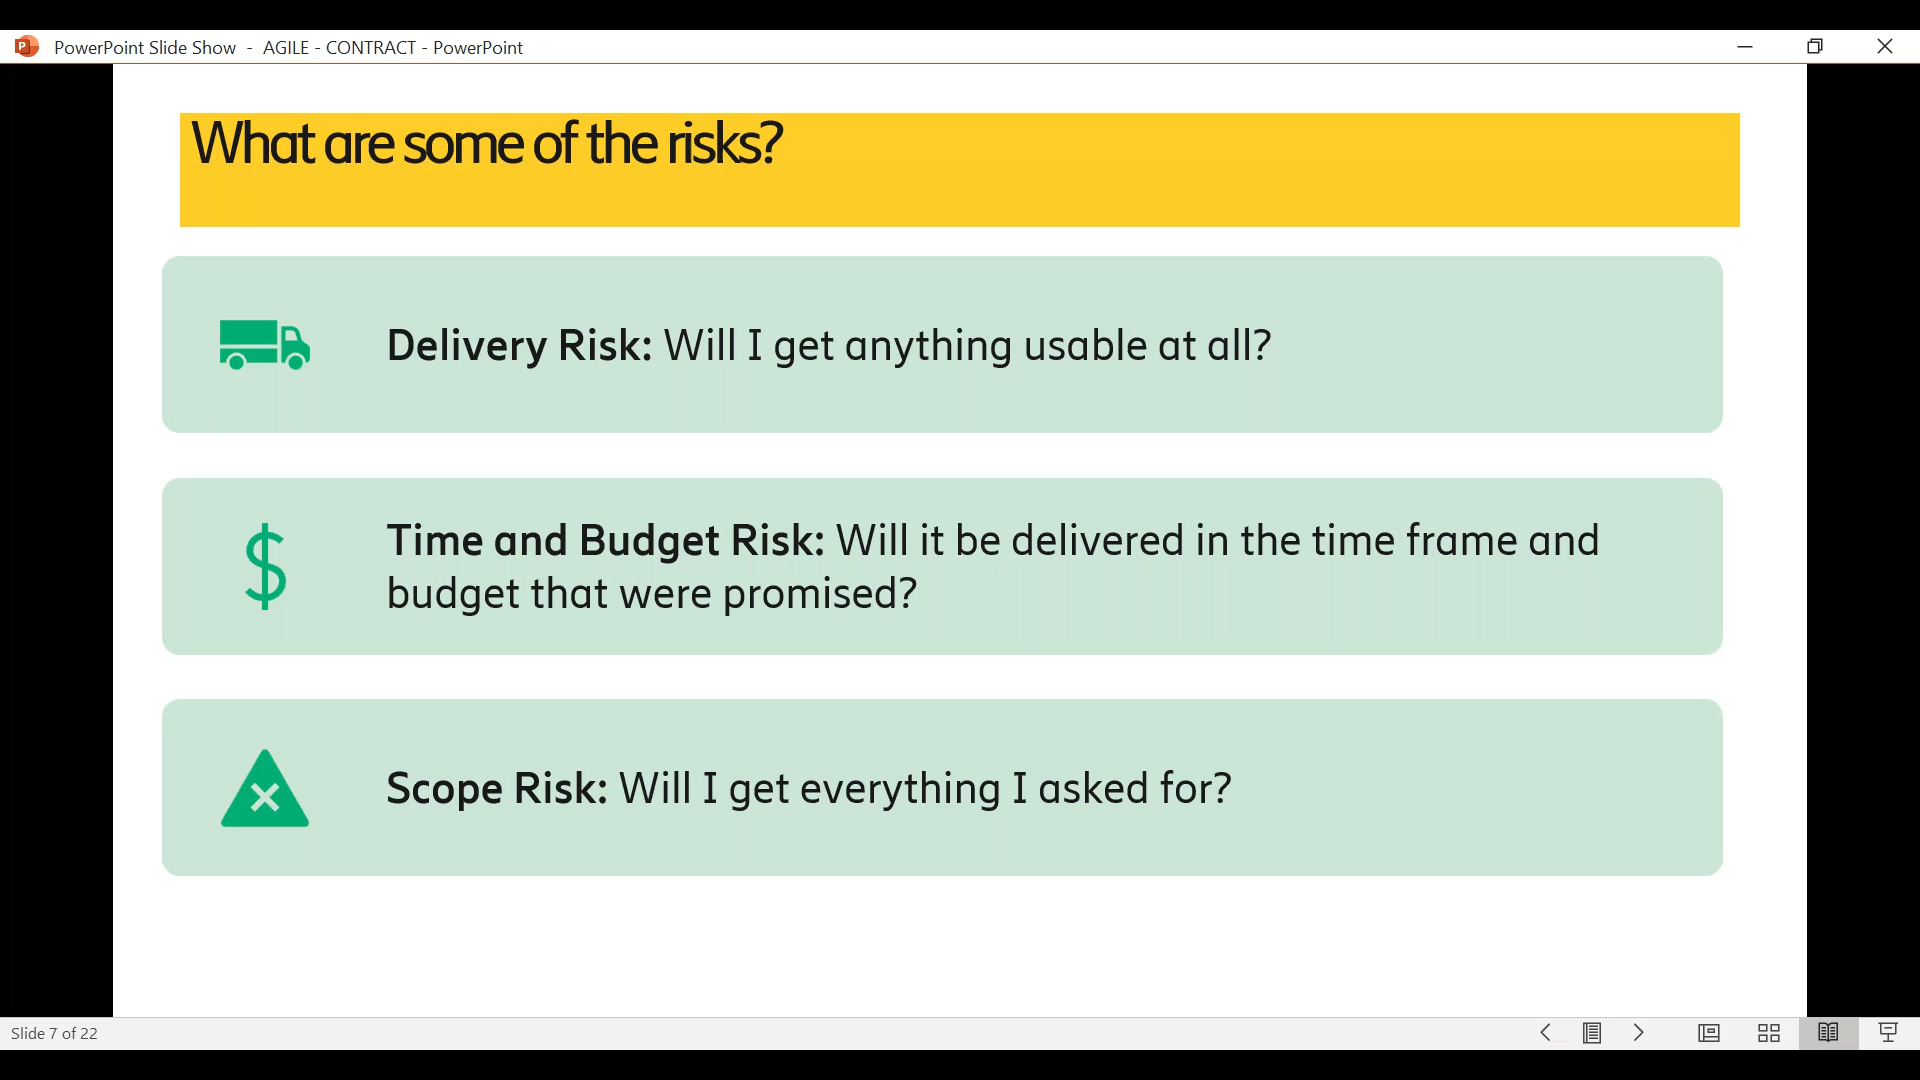 PowerPoint Slide Show - AGILE - CONTRACT - PowerPoint
What are some of the risks?
Delivery Risk: Will I get anything usable at all?
Time and Budget Risk: Will it be delivered in the time frame and
budget that were promised?
Scope Risk: Will I get everything I asked for?
Slide 7 of 22